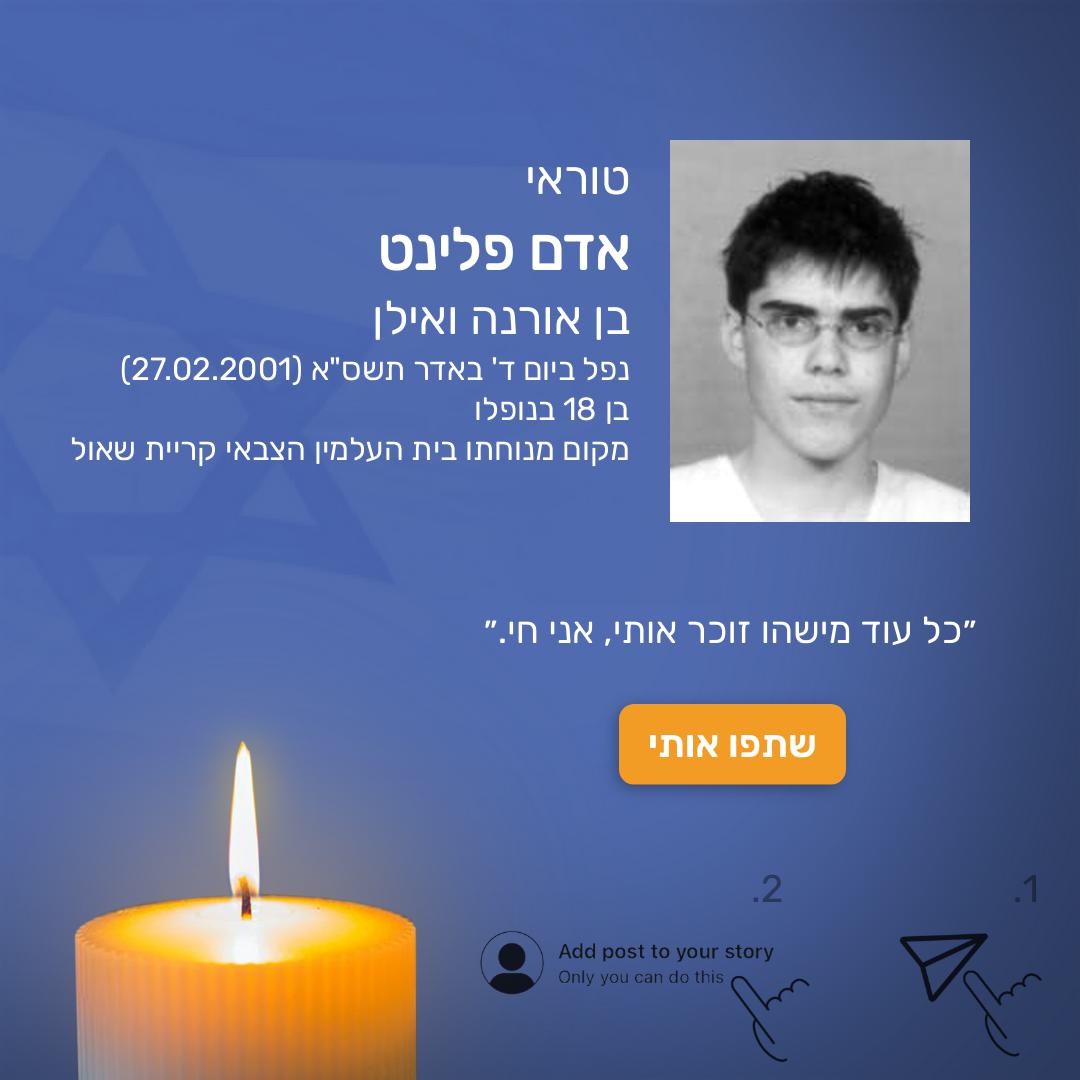 טוראי
אדם פלינט
בן אורנה ואילן
נפל ביום ד' באדר תשס"א (27.02.2001)
בן 18 בנופלו
מקום מנוחתו בית העלמין הצבאי קריית שאול
״כל עוד מישהו זוכר אותי, אני חי.״
שתפו אותי
.1
.2
Add post to your story
Only you can do this